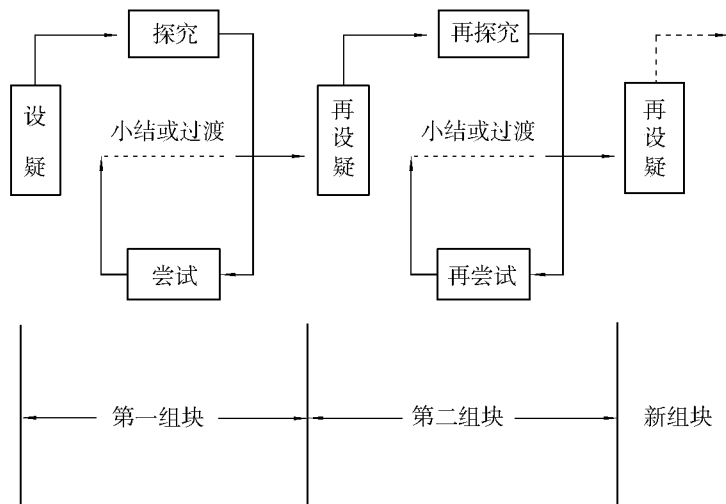 探究
再探究
设疑
再设疑
再设疑
小结或过渡
小结或过渡
尝试
再尝试
第一组块
第二组块
新组块